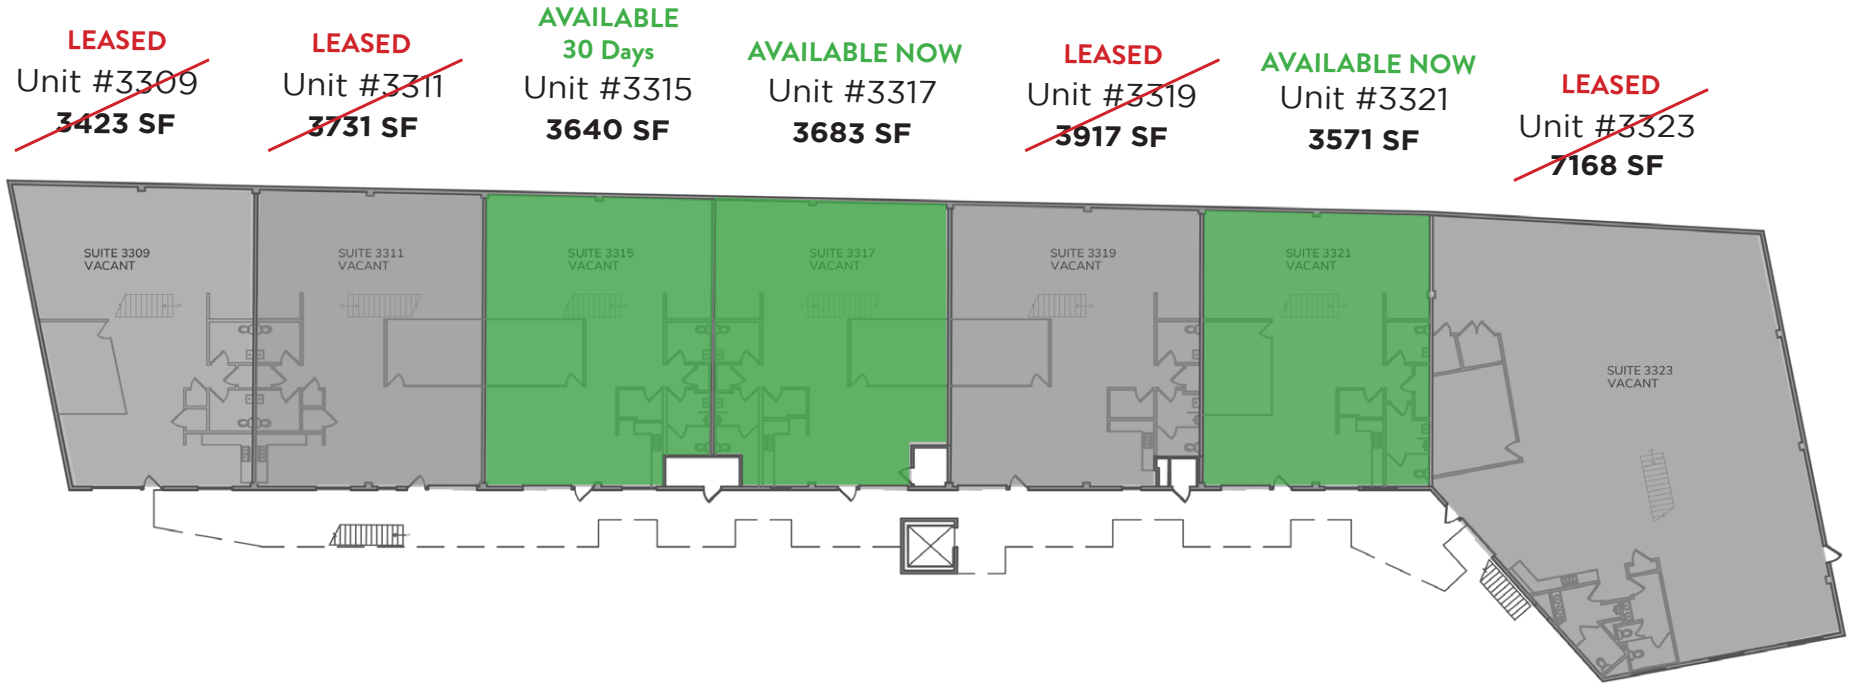 LEASED
Unit #3309
3423 SF
LEASED
Unit #3311
3731 SF
AVAILABLE
30 Days
Unit #3315
3640 SF
AVAILABLE NOW
Unit #3317
3683 SF
LEASED
Unit #3319
3917 SF
AVAILABLE NOW
Unit #3321
3571 SF
LEASED
Unit #3323
7168 SF
SUITE 3309
VACANT
SUITE 3311
VACANT
SUITE 3315
VACANT
SUITE 3317
VACANT
SUITE 3319
VACANT
SUITE 3321
VACANT
SUITE 3323
VACANT